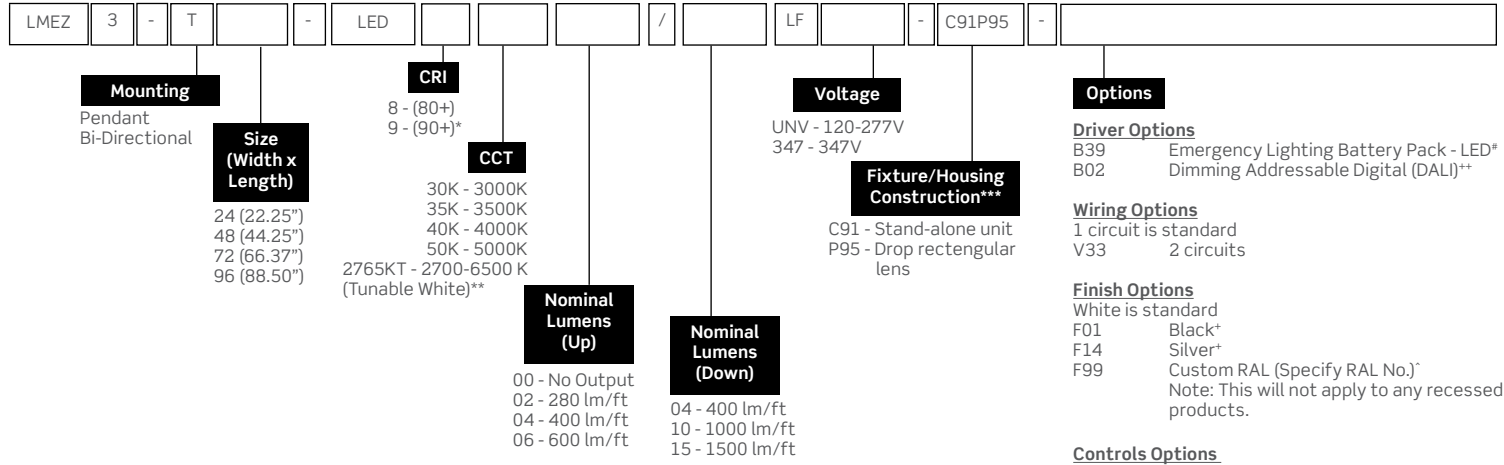 LMEZ 3 - T - LED / LF - C91P95 -
Mounting
Pendant
Bi-Directional
Size
(Width x
Length)
24 (22.25")
48 (44.25")
72 (66.37")
96 (88.50")
CRI
8 - (80+)
9 - (90+)*
CCT
30K - 3000K
35K - 3500K
40K - 4000K
50K - 5000K
2765KT - 2700-6500 K
(Tunable White)**
Nominal
Lumens
(Up)
00 - No Output
02 - 280 lm/ft
04 - 400 lm/ft
06 - 600 lm/ft
Nominal
Lumens
(Down)
04 - 400 lm/ft
10 - 1000 lm/ft
15 - 1500 lm/ft
Voltage
UNV - 120-277V
347 - 347V
Fixture/Housing
Construction***
C91 - Stand-alone unit
P95 - Drop rectengular
lens
Options
Driver Options
B39 Emergency Lighting Battery Pack - LED#
B02 Dimming Addressable Digital (DALI)++
Wiring Options
1 circuit is standard
V33 2 circuits
Finish Options
White is standard
F01 Black+
F14 Silver+
F99 Custom RAL (Specify RAL No.)^
Note: This will not apply to any recessed
products.
Controls Options